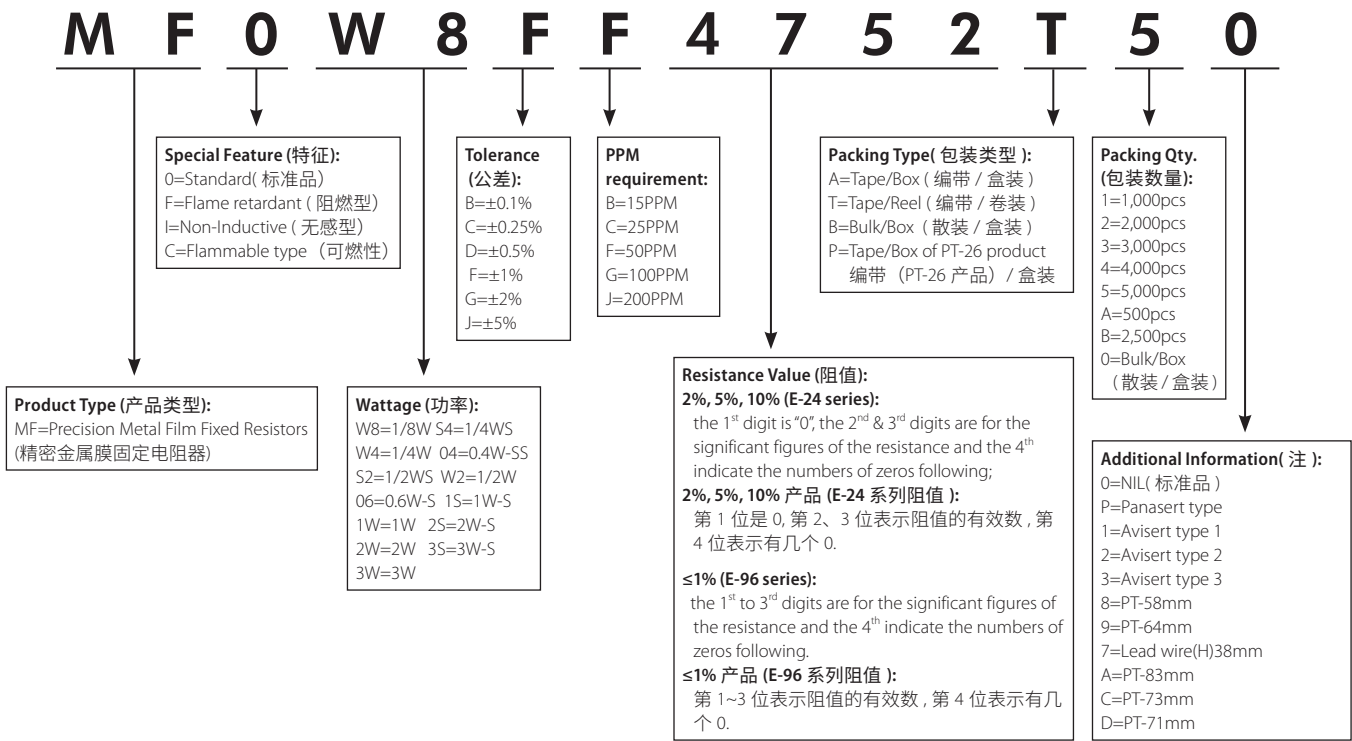 M F 0 W 8 F F 4 7 5 2 T 5 0
Special Feature (特征):
0=Standard( 标准品)
F=Flame retardant ( 阻燃型)
I=Non-Inductive ( 无感型)
C=Flammable type （可燃性）
Tolerance
(公差):
B=±0.1%
C=±0.25%
D=±0.5%
F=±1%
G=±2%
J=±5%
PPM
requirement:
B=15PPM
C=25PPM
F=50PPM
G=100PPM
J=200PPM
Packing Type( 包装类型 ):
A=Tape/Box ( 编带 / 盒装 )
T=Tape/Reel ( 编带 / 卷装 )
B=Bulk/Box ( 散装 / 盒装 )
P=Tape/Box of PT-26 product
编带（PT-26 产品）/ 盒装
Packing Qty.
(包装数量):
1=1,000pcs
2=2,000pcs
3=3,000pcs
4=4,000pcs
5=5,000pcs
A=500pcs
B=2,500pcs
0=Bulk/Box
( 散装 / 盒装 )
Product Type (产品类型):
MF=Precision Metal Film Fixed Resistors
(精密金属膜固定电阻器)
Wattage (功率):
W8=1/8W S4=1/4WS
W4=1/4W 04=0.4W-SS
S2=1/2WS W2=1/2W
06=0.6W-S 1S=1W-S
1W=1W 2S=2W-S
2W=2W 3S=3W-S
3W=3W
Resistance Value (阻值):
2%, 5%, 10% (E-24 series):
the 1st digit is “0”, the 2nd & 3rd digits are for the
significant figures of the resistance and the 4th
indicate the numbers of zeros following;
2%, 5%, 10% 产品 (E-24 系列阻值 ):
第 1 位是 0, 第 2、3 位表示阻值的有效数 , 第
4 位表示有几个 0.
≤1% (E-96 series):
the 1st to 3rd digits are for the significant figures of
the resistance and the 4th indicate the numbers of
zeros following.
≤1% 产品 (E-96 系列阻值 ):
第 1~3 位表示阻值的有效数 , 第 4 位表示有几
个 0.
Additional Information( 注 ):
0=NIL( 标准品 )
P=Panasert type
1=Avisert type 1
2=Avisert type 2
3=Avisert type 3
8=PT-58mm
9=PT-64mm
7=Lead wire(H)38mm
A=PT-83mm
C=PT-73mm
D=PT-71mm